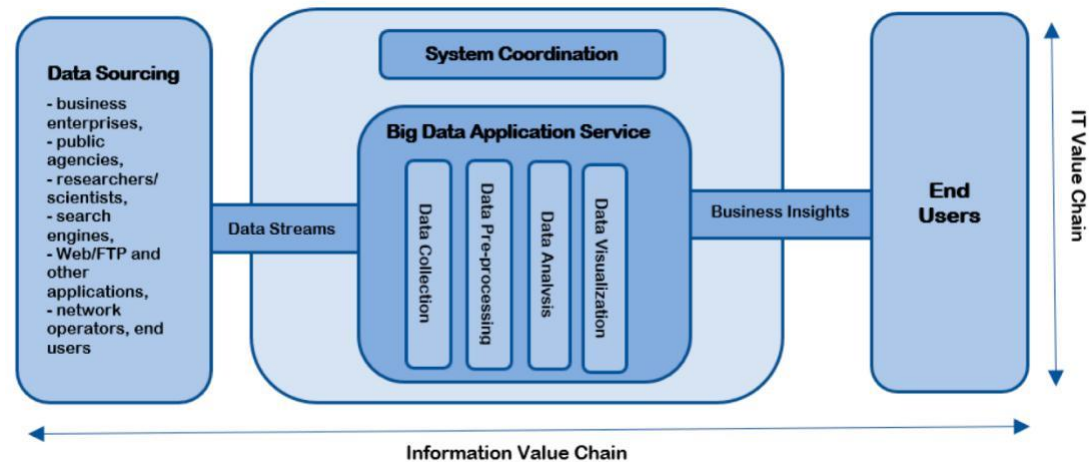 Data Sourcing
- business
enterprises,
- public
agencies,
- researchers/
scientists,
- search
engines,
- Web/FTP and
other
applications,
- network
operators, end
users
Data Streams
System Coordination
Big Data Application Service
Data Collection
Data Pre-processing
Data Analysis
Data Visualization
Business Insights
End
Users
IT Value Chain
Information Value Chain